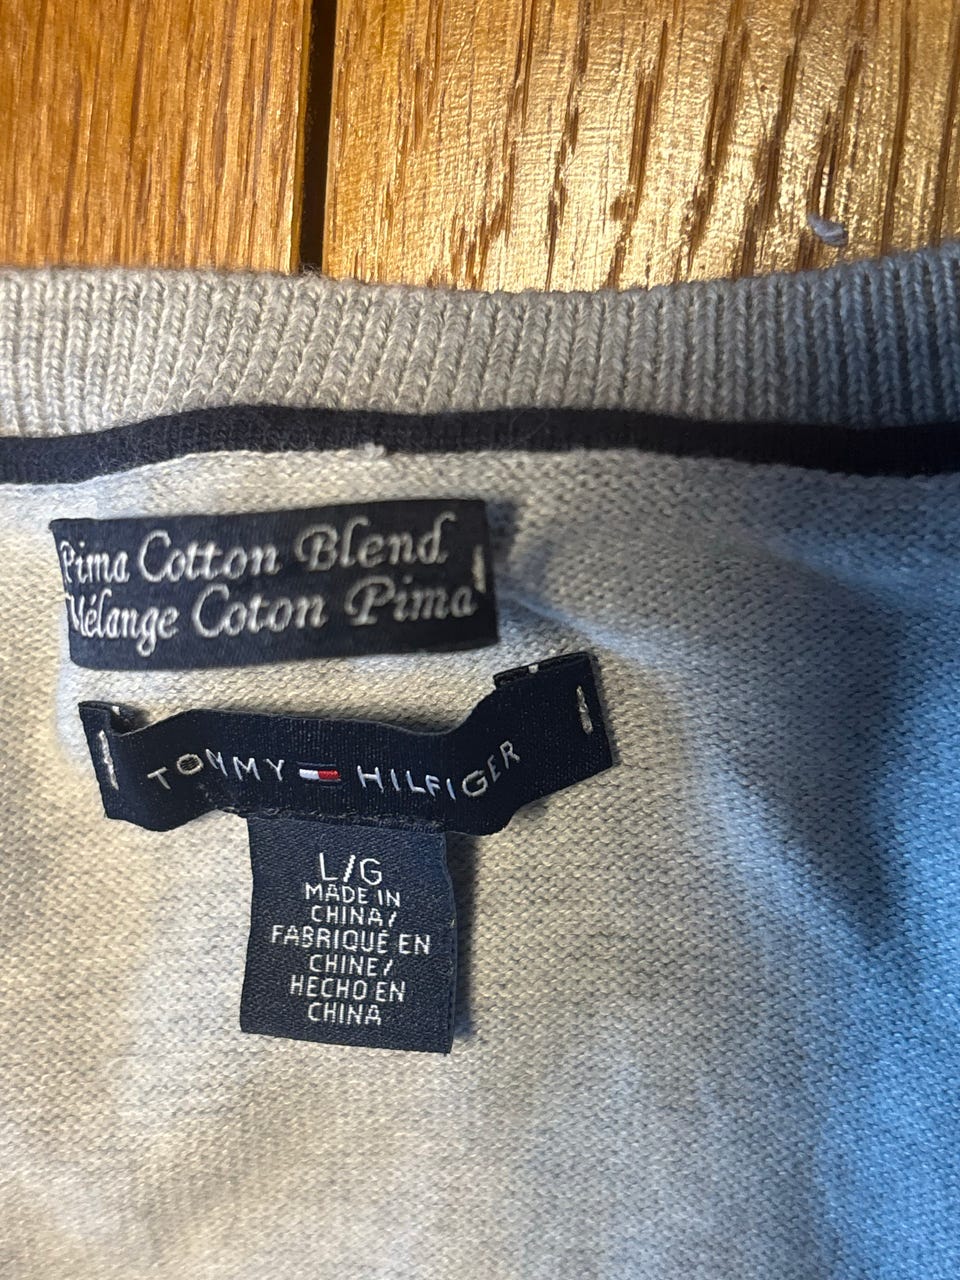 Pima Cotton Blend
Mélange Coton Pima
TOMMY HILFIGER
L/G
MADE IN
CHINA/
FABRIQUÉ EN
CHINE/
HECHO EN
CHINA